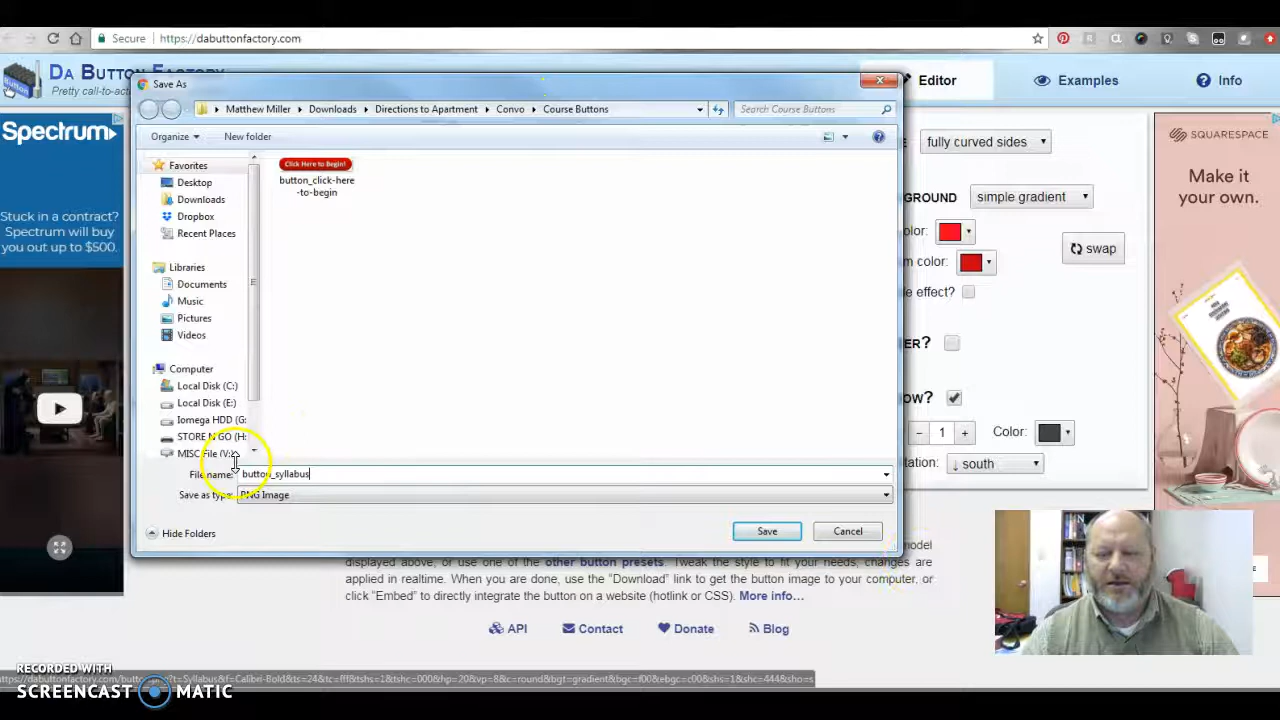 Secure
https://dabuttonfactory.com
DA BUTTON FACTORY
Pretty call-to-ac
Editor
Examples
Info
Save As
Matthew Miller
Downloads
Directions to Apartment
Convo
Course Buttons
Search Course Buttons
Organize
New folder
Favorites
Desktop
Downloads
Dropbox
Recent Places
Libraries
Documents
Music
Pictures
Videos
Computer
Local Disk (C:)
Local Disk (E:)
Iomega HDD (G:
STORE N GO (H:
MISC File (V:)
Click Here to Begin!
button_click-here
-to-begin
File name:
button_syllabus
Save as type:
PNG Image
Hide Folders
Save
Cancel
Spectrum
Stuck in a contract?
Spectrum will buy
you out up to $500.
fully curved sides
GROUND
simple gradient
olor:
m color:
swap
le effect?
ER?
ow?
1
Color:
tation:
↓ south
SQUARESPACE
Make it
your own.
model
displayed above, or use one of the other button presets. Tweak the style to fit your needs, changes are
applied in realtime. When you are done, use the “Download” link to get the button image to your computer, or
click “Embed” to directly integrate the button on a website (hotlink or CSS). More info…
API
Contact
Donate
Blog
RECORDED WITH
SCREENCAST MATIC